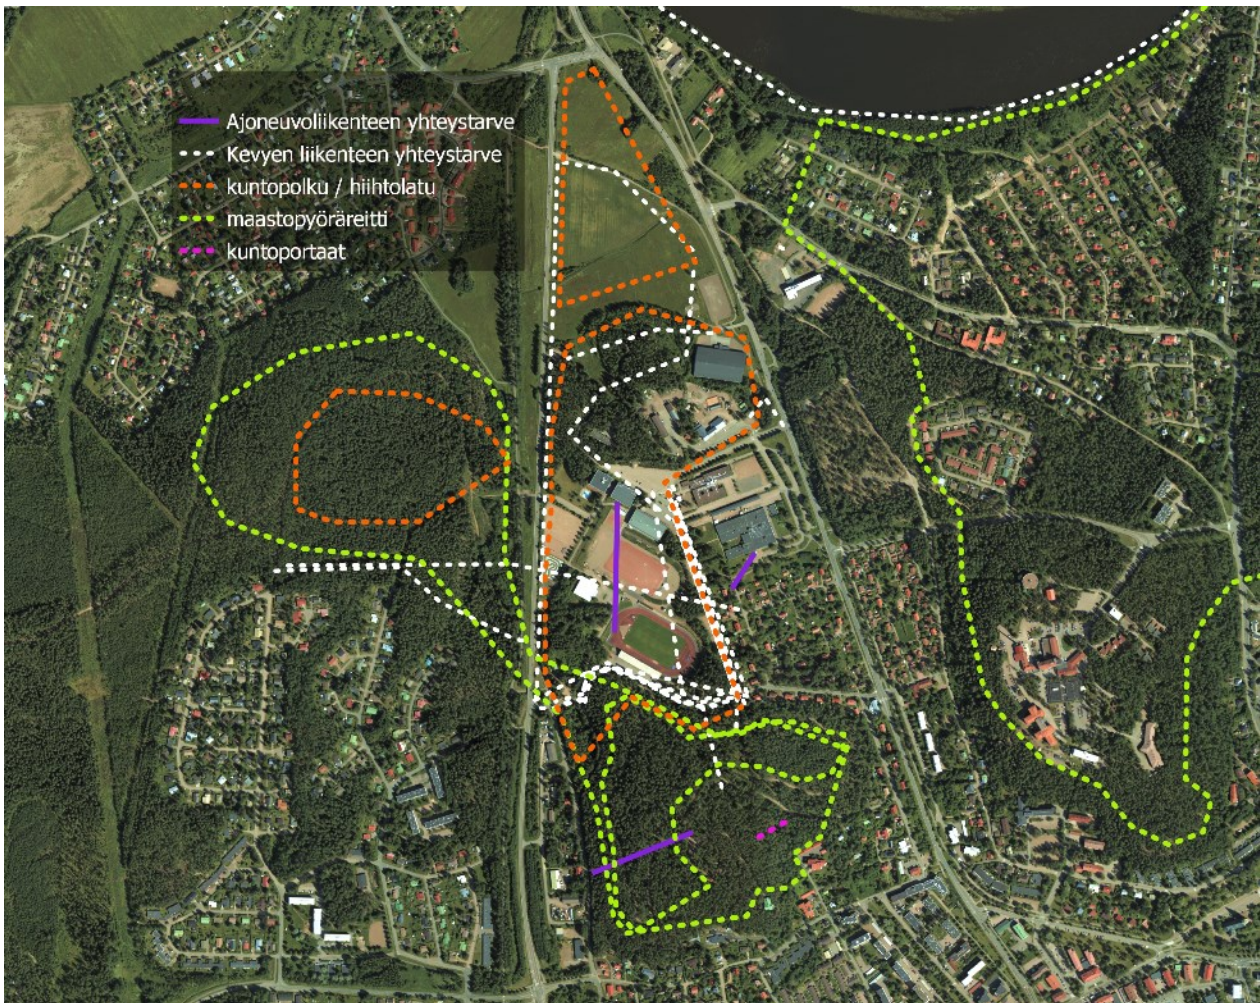 Ajoneuvoliikenteen yhteystarve
Kevyen liikenteen yhteystarve
kuntopolku / hiihtolatu
maastopyöräreitti
kuntoportaat